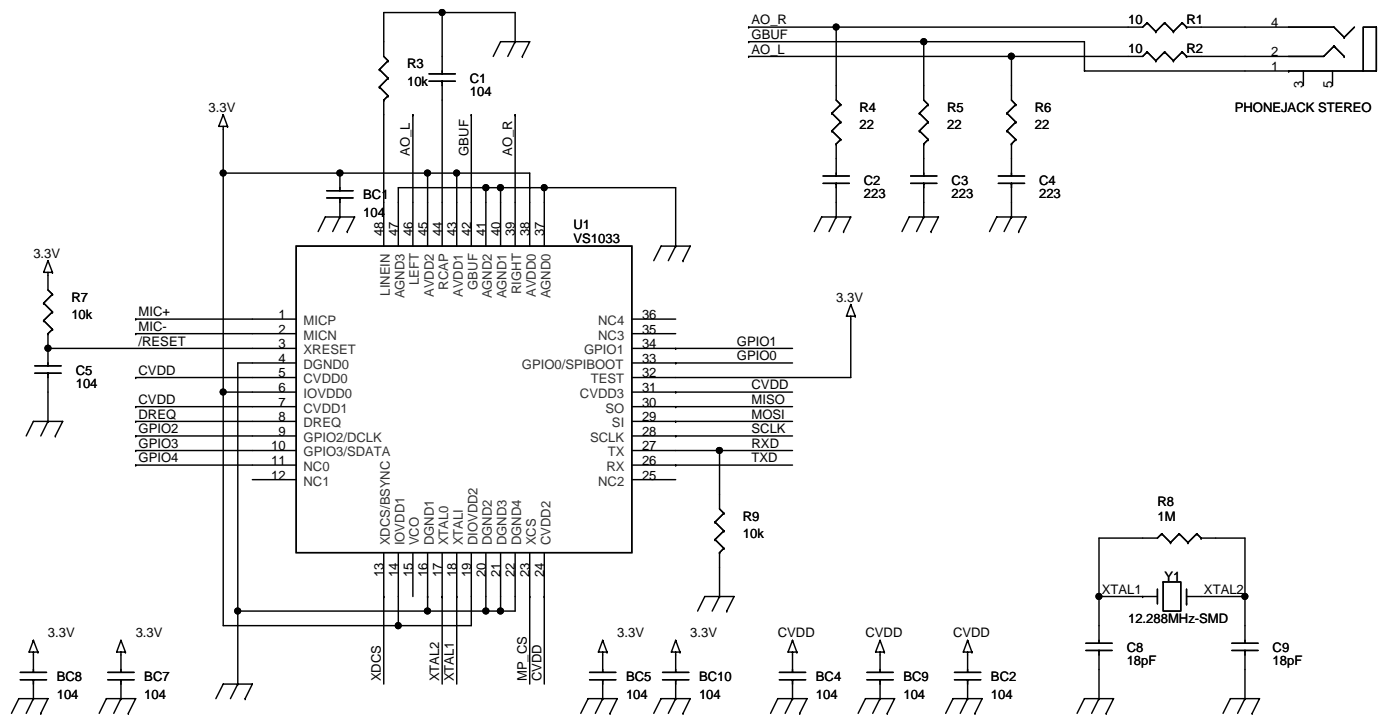 AO_R
GBUF
AO_L
10
R1
4
10
R2
2
1
3
5
PHONEJACK STEREO
R4
22
R5
22
R6
22
C2
223
C3
223
C4
223
R3
10k
C1
104
3.3V
AO_L
GBUF
AO_R
BC1
104
U1
VS1033
48
47
46
45
44
43
42
41
40
39
38
37
LINEIN
AGND3
LEFT
AVDD2
RCAP
AVDD1
GBUF
AGND2
AGND1
RIGHT
AVDD0
AGND0
3.3V
R7
10k
C5
104
MIC+
1
MICP
MIC-
2
MICN
/RESET
3
XRESET
4
DGND0
CVDD
5
CVDD0
6
IOVDD0
CVDD
7
CVDD1
DREQ
8
DREQ
GPIO2
9
GPIO2/DCLK
GPIO3
10
GPIO3/SDATA
GPIO4
11
NC0
12
NC1
NC4
36
NC3
35
GPIO1
34
GPIO1
GPIO0/SPIBOOT
33
GPIO0
TEST
32
3.3V
CVDD3
31
CVDD
SO
30
MISO
SI
29
MOSI
SCLK
28
SCLK
TX
27
RXD
RX
26
TXD
NC2
25
XDCS/BSYNC
IOVDD1
VCO
DGND1
XTAL0
XTALI
DIIOVDD2
DGND2
DGND3
DGND4
XCS
CVDD2
13
14
15
16
17
18
19
20
21
22
23
24
XDCS
XTAL2
XTAL1
MP_CS
CVDD
R9
10k
R8
1M
XTAL1
Y1
XTAL2
12.288MHz-SMD
C8
18pF
C9
18pF
3.3V
BC8
104
3.3V
BC7
104
3.3V
BC5
104
3.3V
BC10
104
CVDD
BC4
104
CVDD
BC9
104
CVDD
BC2
104